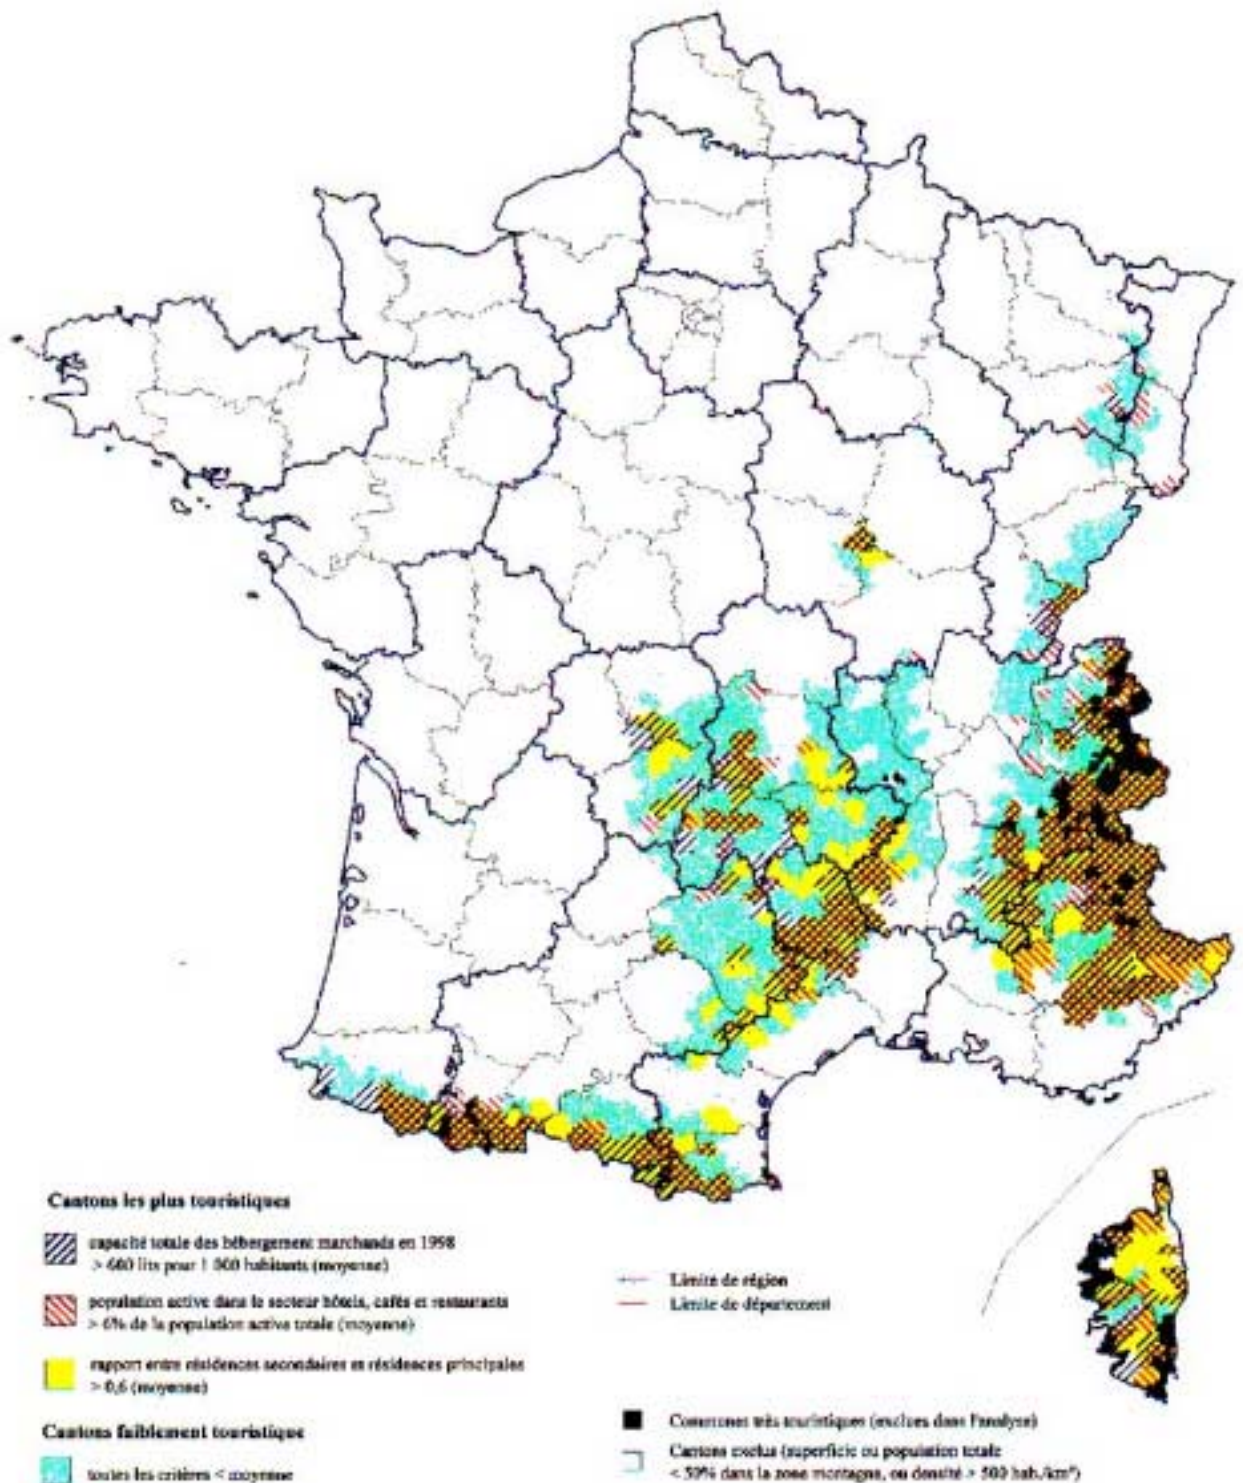 Cantons les plus touristiques
capacité totale des hébergement marchands en 1998
> 600 lits pour 1 000 habitants (moyenne)
population active dans le secteur hôtels, cafés et restaurants
> 6% de la population active totale (moyenne)
rapport entre résidences secondaires et résidences principales
> 0,6 (moyenne)
Cantons faiblement touristique
toutes les critères < moyenne
Limite de région
Limite de département
Communes très touristiques (exclues dans l'analyse)
Cantons exclus (superficie ou population totale
< 50% dans la zone montagne, ou densité > 500 hab./km²)